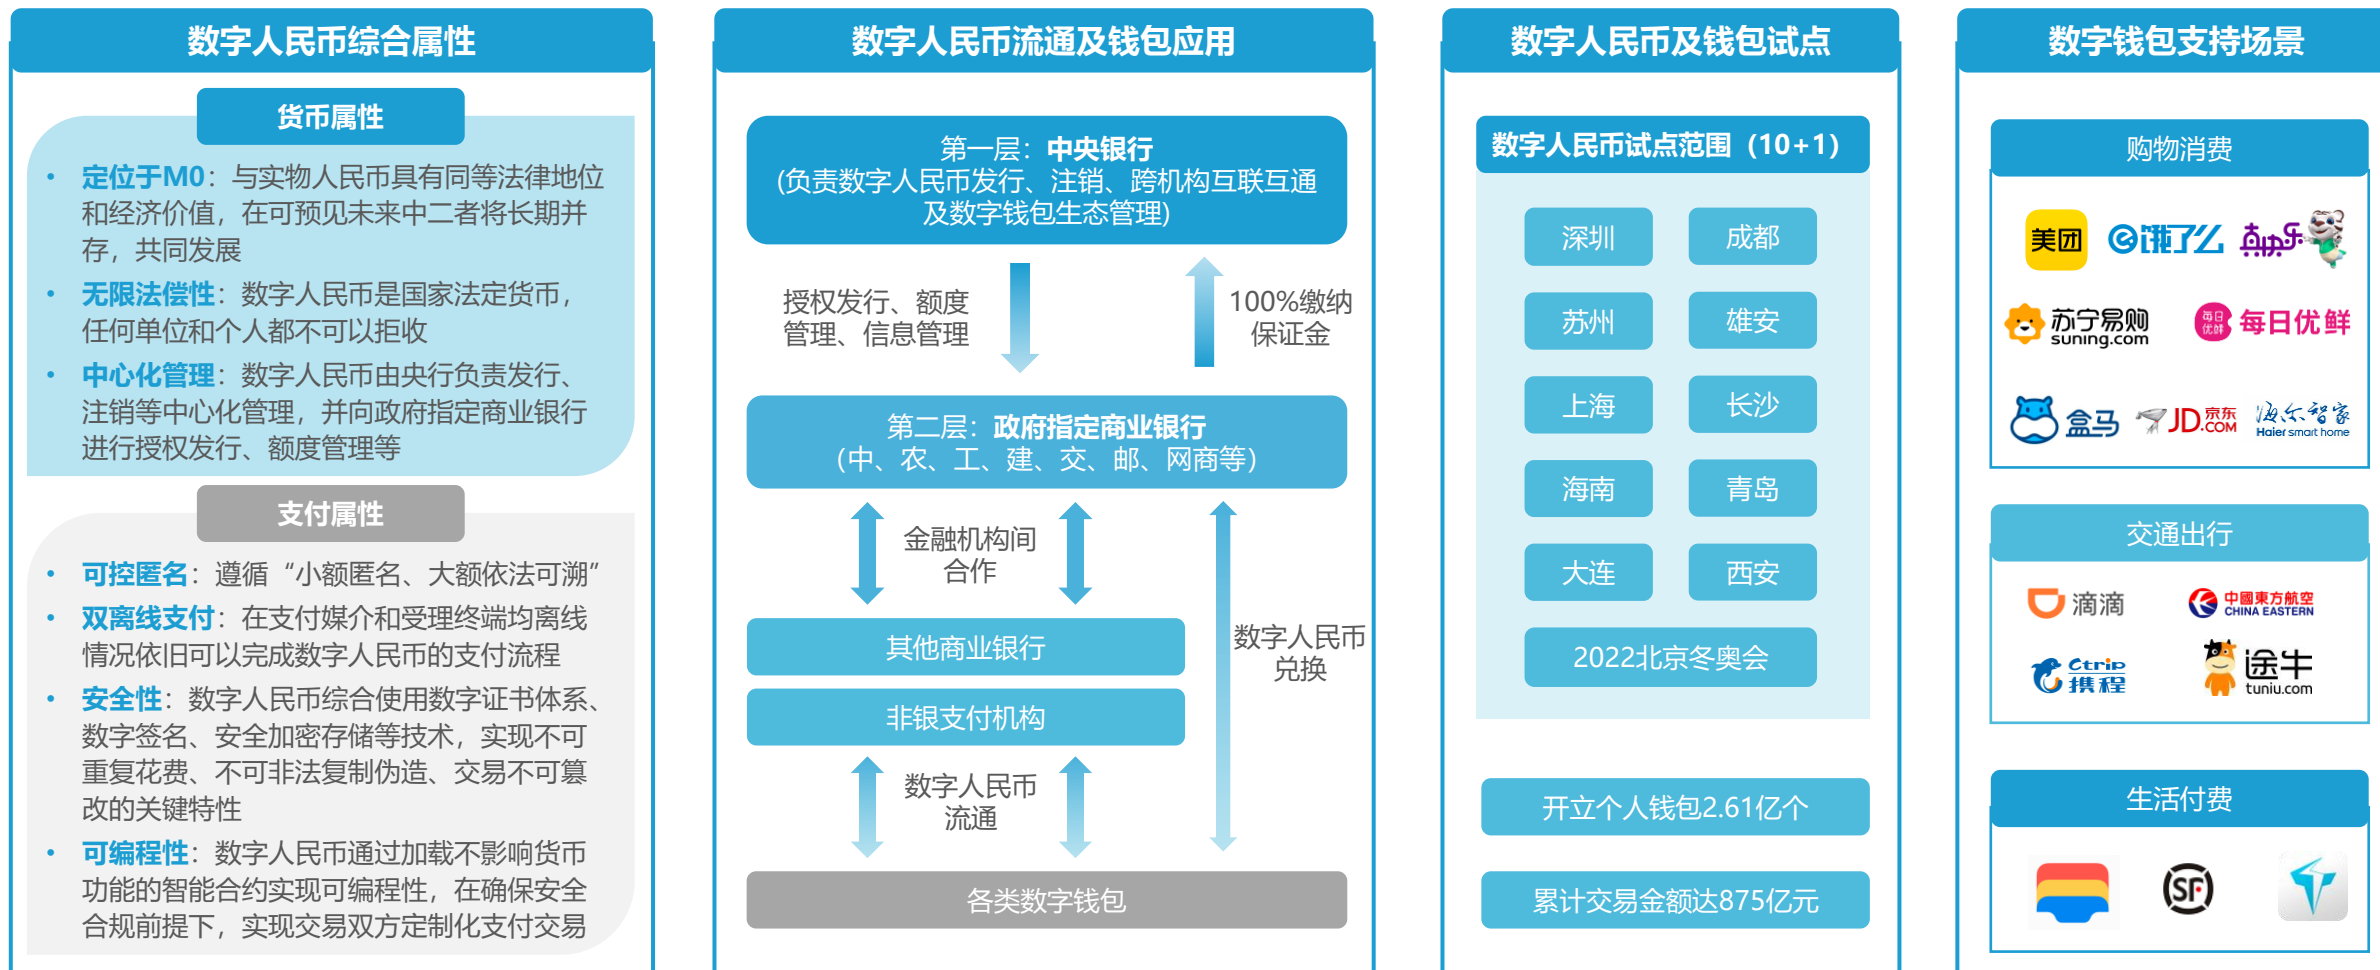 数字人民币综合属性
货币属性
• 定位于M0：与实物人民币具有同等法律地位
和经济价值，在可预见未来中二者将长期并
存，共同发展
• 无限法偿性：数字人民币是国家法定货币，
任何单位和个人都不可以拒收
• 中心化管理：数字人民币由央行负责发行、
注销等中心化管理，并向政府指定商业银行
进行授权发行、额度管理等
支付属性
• 可控匿名：遵循“小额匿名、大额依法可溯”
• 双离线支付：在支付媒介和受理终端均离线
情况依旧可以完成数字人民币的支付流程
• 安全性：数字人民币综合使用数字证书体系、
数字签名、安全加密存储等技术，实现不可
重复花费、不可非法复制伪造、交易不可篡
改的关键特性
• 可编程性：数字人民币通过加载不影响货币
功能的智能合约实现可编程性，在确保安全
合规前提下，实现交易双方定制化支付交易
数字人民币流通及钱包应用
第一层：中央银行
(负责数字人民币发行、注销、跨机构互联互通
及数字钱包生态管理)
授权发行、额度
管理、信息管理
100%缴纳
保证金
第二层：政府指定商业银行
（中、农、工、建、交、邮、网商等）
金融机构间
合作
其他商业银行
非银支付机构
数字人民币
兑换
数字人民币
流通
各类数字钱包
数字人民币及钱包试点
数字人民币试点范围（10+1）
深圳
成都
苏州
雄安
上海
长沙
海南
青岛
大连
西安
2022北京冬奥会
开立个人钱包2.61亿个
累计交易金额达875亿元
数字钱包支持场景
购物消费
美团
饿了么
真快乐
苏宁易购
suning.com
每日
优鲜
每日优鲜
盒马
JD.COM
京东
海尔智家
Haier smart home
交通出行
滴滴
中國東方航空
CHINA EASTERN
Ctrip
携程
途牛
tuniu.com
生活付费
SF